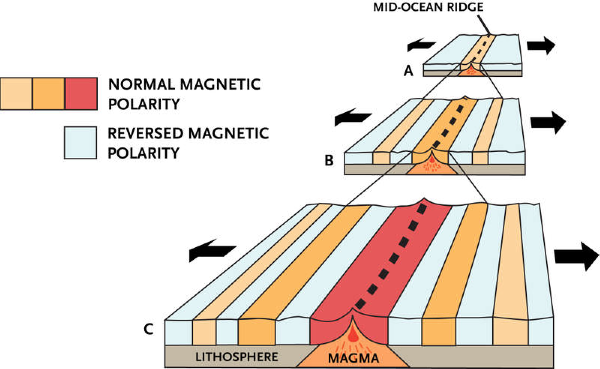 MID-OCEAN RIDGE
A
NORMAL MAGNETIC
POLARITY
REVERSED MAGNETIC
POLARITY
B
C
LITHOSPHERE
MAGMA